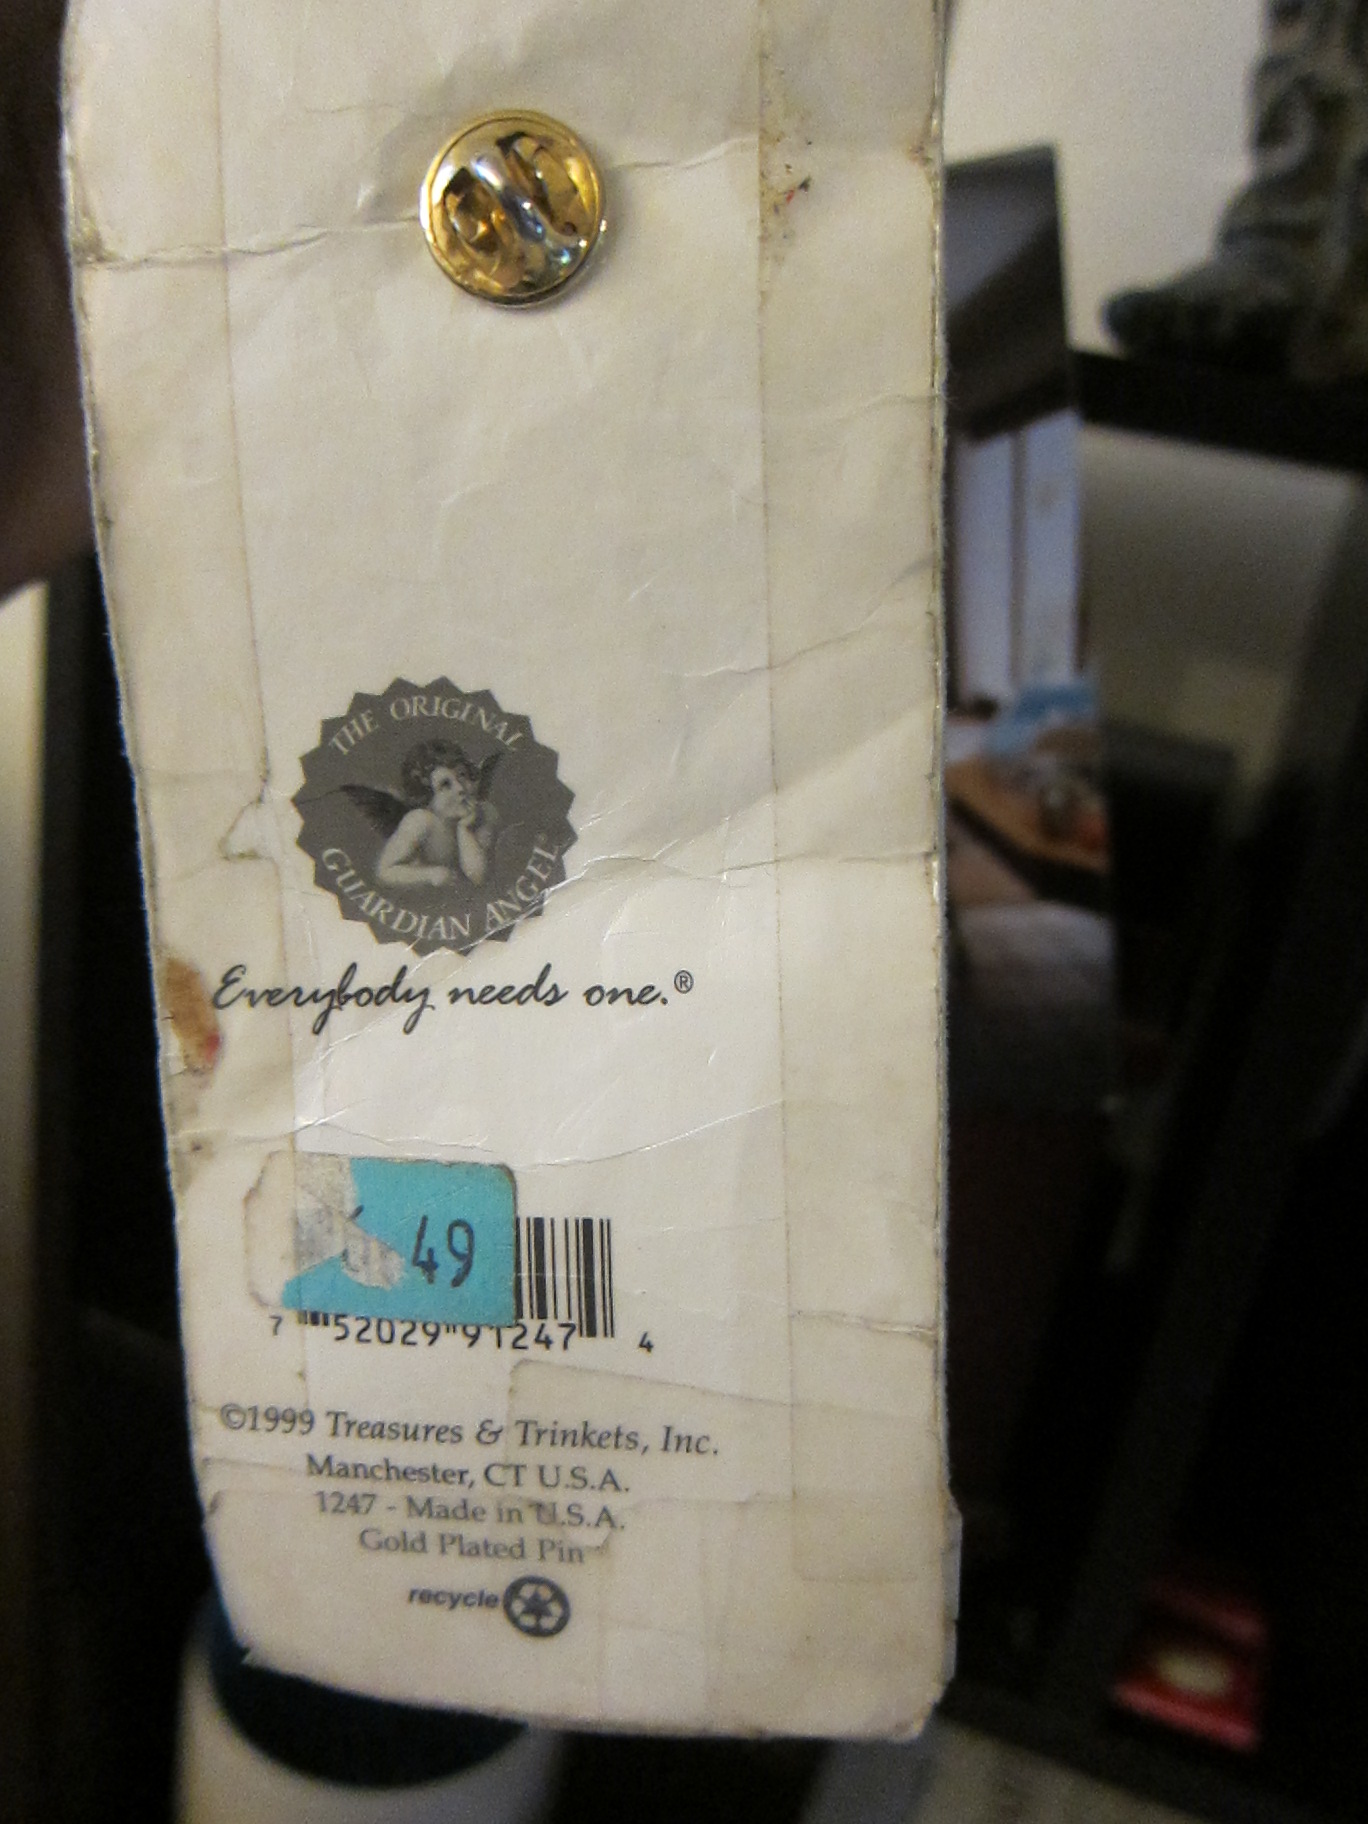 THE ORIGINAL
GUARDIAN ANGEL
Everybody needs one.®
49
7 52029 91247 4
©1999 Treasures & Trinkets, Inc.
Manchester, CT U.S.A.
1247 - Made in U.S.A.
Gold Plated Pin
recycle